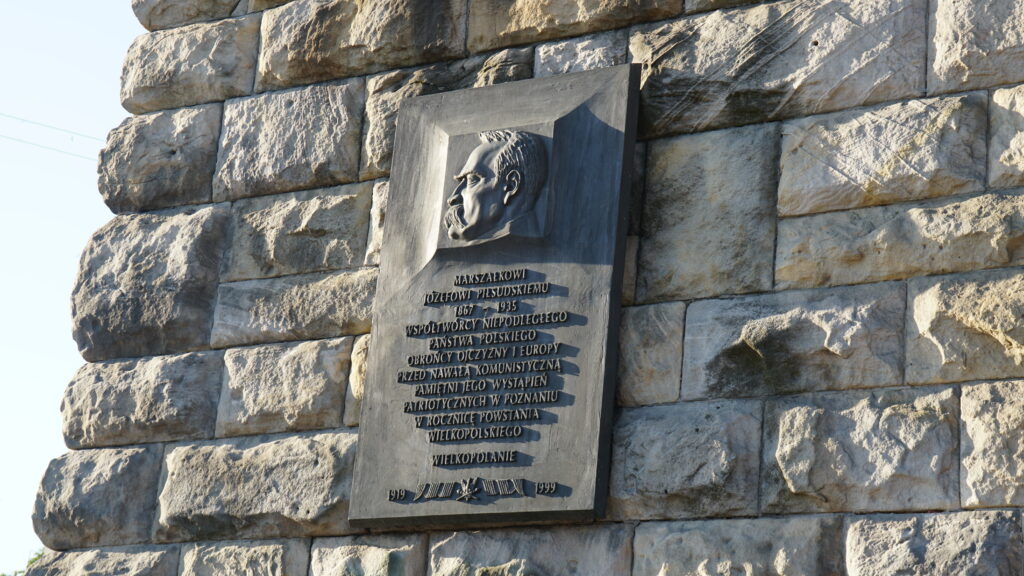 MARSZAŁKOWI
JÓZEFOWI PIŁSUDSKIEMU
1867 - 1935
WSPÓŁTWÓRCY NIEPODLEGŁEGO
PAŃSTWA POLSKIEGO
OBROŃCY OJCZYZNY I EUROPY
PRZED NAWAŁĄ KOMUNISTYCZNĄ
PAMIĘTNI JEGO WYSTĄPIEŃ
PATRIOTYCZNYCH W POZNANIU
W ROCZNICĘ POWSTANIA
WIELKOPOLSKIEGO
WIELKOPOLANIE
1919 1999